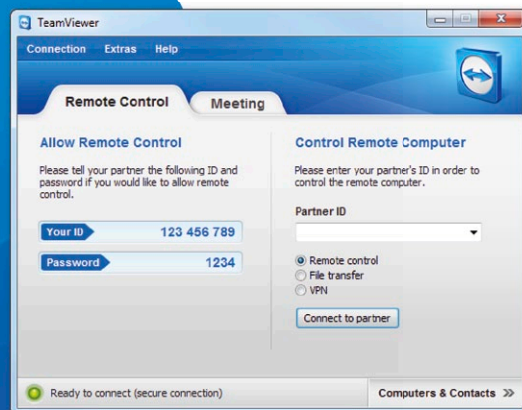 TeamViewer
Connection Extras Help
Remote Control Meeting
Allow Remote Control
Please tell your partner the following ID and
password if you would like to allow remote
control.
Your ID 123 456 789
Password 1234
Control Remote Computer
Please enter your partner's ID in order to
control the remote computer.
Partner ID
Remote control
File transfer
VPN
Connect to partner
Ready to connect (secure connection)
Computers & Contacts